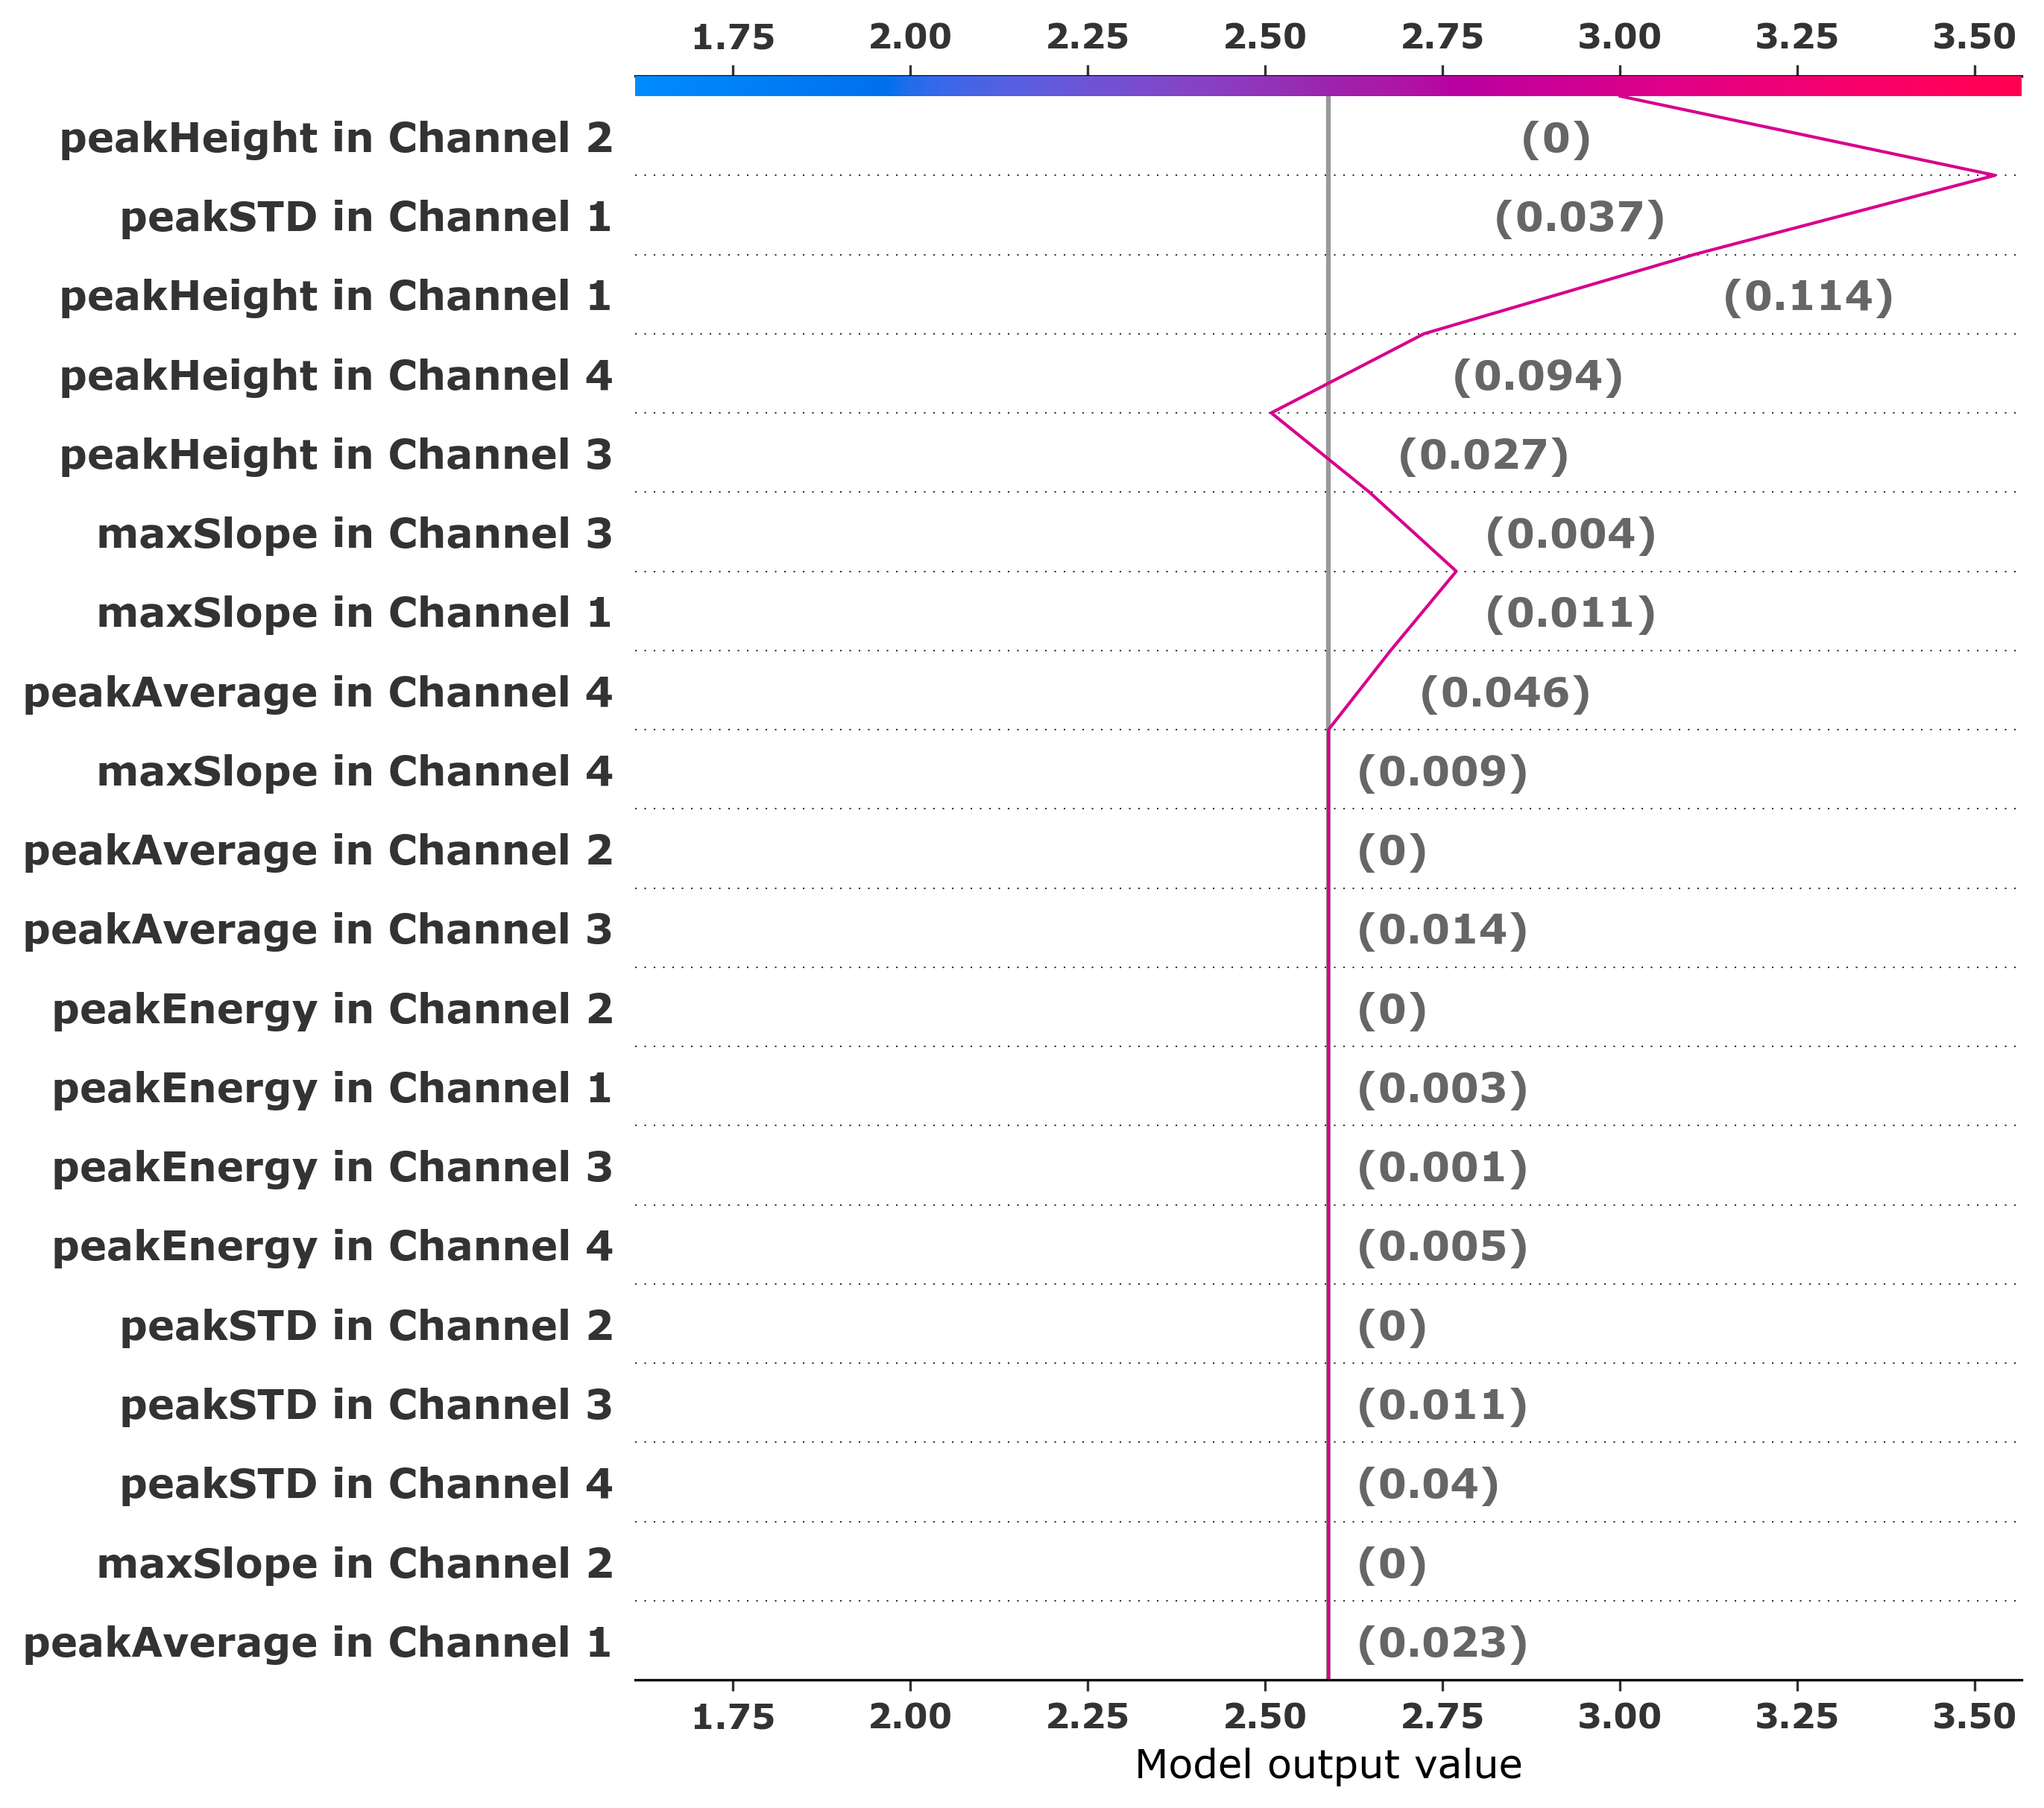 1.75 2.00 2.25 2.50 2.75 3.00 3.25 3.50
peakHeight in Channel 2 (0)
peakSTD in Channel 1 (0.037)
peakHeight in Channel 1 (0.114)
peakHeight in Channel 4 (0.094)
peakHeight in Channel 3 (0.027)
maxSlope in Channel 3 (0.004)
maxSlope in Channel 1 (0.011)
peakAverage in Channel 4 (0.046)
maxSlope in Channel 4 (0.009)
peakAverage in Channel 2 (0)
peakAverage in Channel 3 (0.014)
peakEnergy in Channel 2 (0)
peakEnergy in Channel 1 (0.003)
peakEnergy in Channel 3 (0.001)
peakEnergy in Channel 4 (0.005)
peakSTD in Channel 2 (0)
peakSTD in Channel 3 (0.011)
peakSTD in Channel 4 (0.04)
maxSlope in Channel 2 (0)
peakAverage in Channel 1 (0.023)
1.75 2.00 2.25 2.50 2.75 3.00 3.25 3.50
Model output value